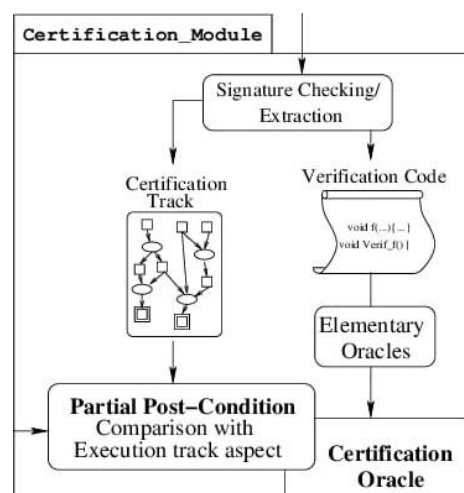 Certification_Module
Signature Checking/
Extraction
Certification
Track
Verification Code
void f(...){...}
void Verif_f(){
Elementary
Oracles
Partial Post-Condition
Comparison with
Execution track aspect
Certification
Oracle